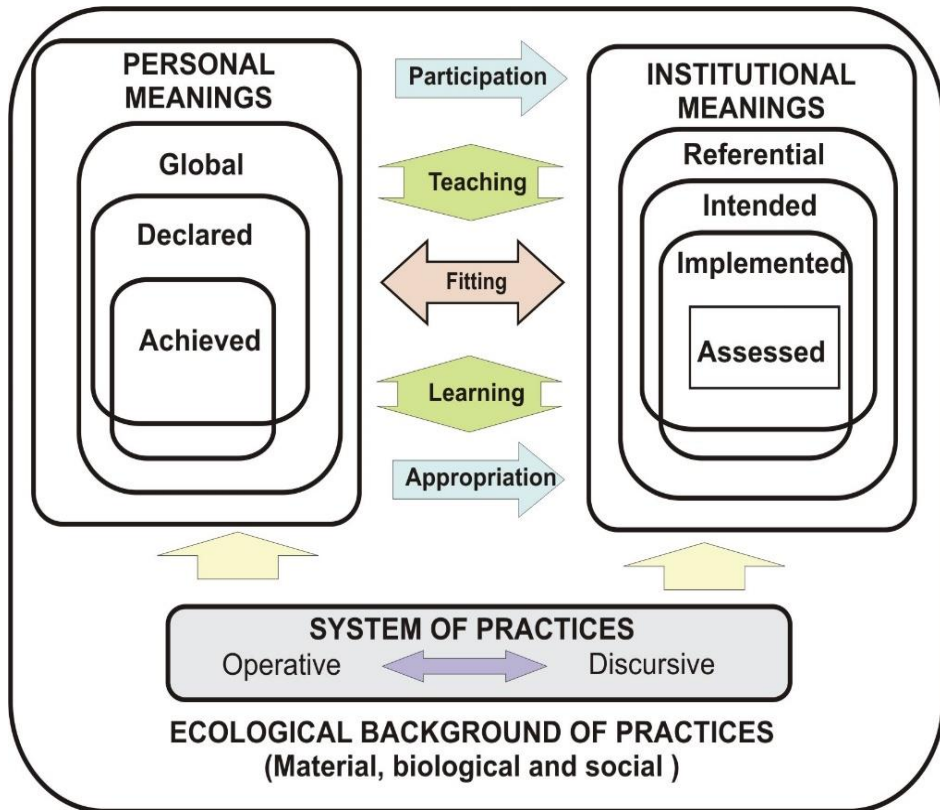 PERSONAL
MEANINGS
Global
Declared
Achieved
Participation
Teaching
Fitting
Learning
Appropriation
INSTITUTIONAL
MEANINGS
Referential
Intended
Implemented
Assessed
SYSTEM OF PRACTICES
Operative
Discursive
ECOLOGICAL BACKGROUND OF PRACTICES
(Material, biological and social )